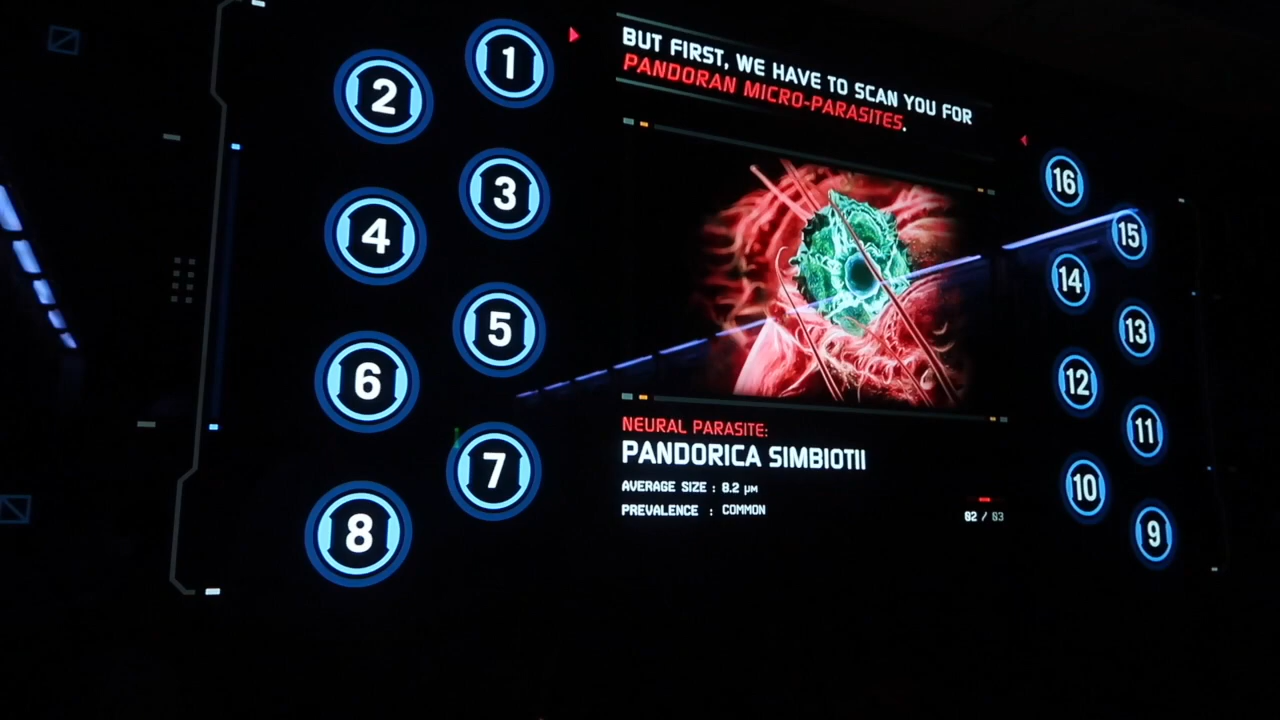 1
2
3
4
5
6
7
8
BUT FIRST, WE HAVE TO SCAN YOU FOR
PANDORAN MICRO-PARASITES.
NEURAL PARASITE:
PANDORICA SIMBIOTII
AVERAGE SIZE : 8.2 µm
PREVALENCE : COMMON
02 / 03
16
15
14
13
12
11
10
9